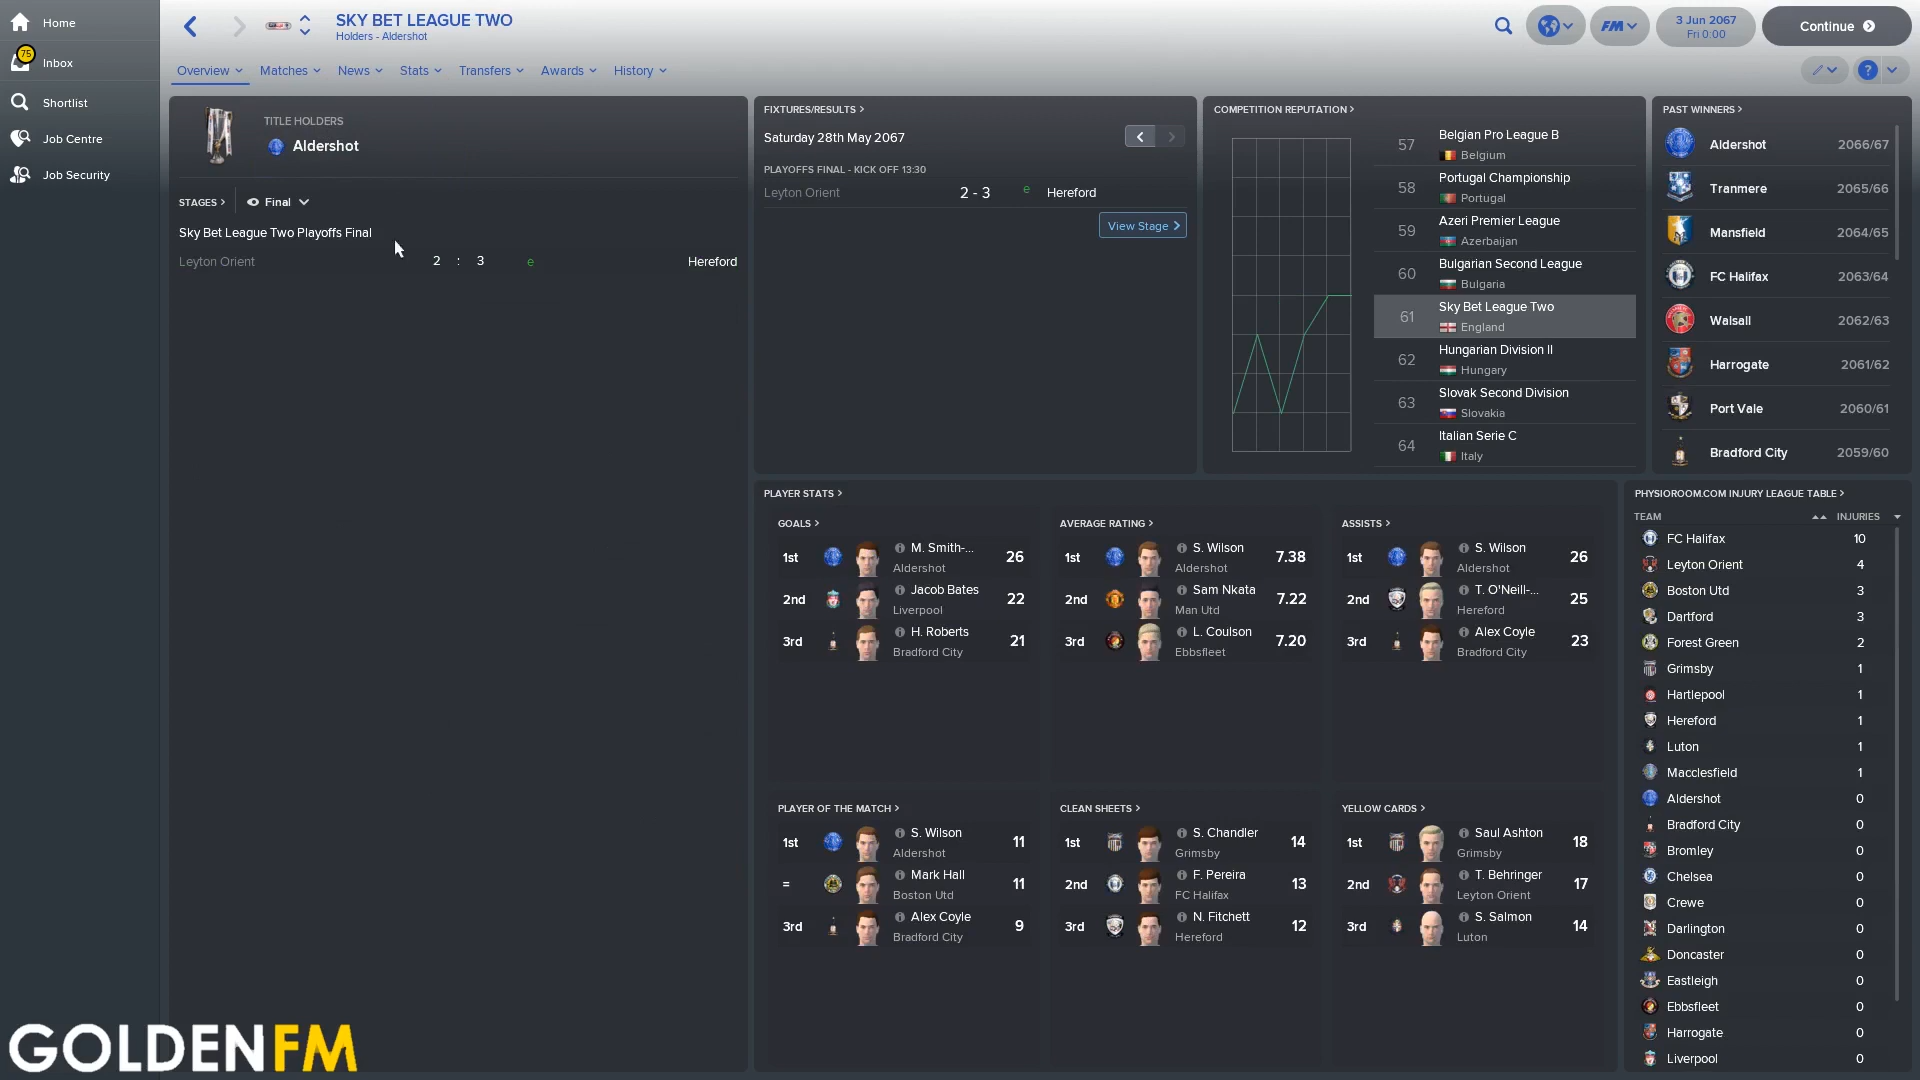 Home
75
Inbox
Shortlist
Job Centre
Job Security
SKY BET LEAGUE TWO
Holders - Aldershot
FM
3 Jun 2067
Fri 0:00
Continue
Overview
Matches
News
Stats
Transfers
Awards
History
?
TITLE HOLDERS
Aldershot
STAGES >
Final
Sky Bet League Two Playoffs Final
Leyton Orient 2 : 3 e Hereford
FIXTURES/RESULTS >
Saturday 28th May 2067
PLAYOFFS FINAL - KICK OFF 13:30
Leyton Orient 2 - 3 e Hereford
View Stage >
COMPETITION REPUTATION >
57 Belgian Pro League B
Belgium
58 Portugal Championship
Portugal
59 Azeri Premier League
Azerbaijan
60 Bulgarian Second League
Bulgaria
61 Sky Bet League Two
England
62 Hungarian Division II
Hungary
63 Slovak Second Division
Slovakia
64 Italian Serie C
Italy
PAST WINNERS >
Aldershot 2066/67
Tranmere 2065/66
Mansfield 2064/65
FC Halifax 2063/64
Walsall 2062/63
Harrogate 2061/62
Port Vale 2060/61
Bradford City 2059/60
PLAYER STATS >
GOALS >
1st M. Smith-... 26
Aldershot
2nd Jacob Bates 22
Liverpool
3rd H. Roberts 21
Bradford City
AVERAGE RATING >
1st S. Wilson 7.38
Aldershot
2nd Sam Nkata 7.22
Man Utd
3rd L. Coulson 7.20
Ebbsfleet
ASSISTS >
1st S. Wilson 26
Aldershot
2nd T. O'Neill-... 25
Hereford
3rd Alex Coyle 23
Bradford City
PLAYER OF THE MATCH >
1st S. Wilson 11
Aldershot
= Mark Hall 11
Boston Utd
3rd Alex Coyle 9
Bradford City
CLEAN SHEETS >
1st S. Chandler 14
Grimsby
2nd F. Pereira 13
FC Halifax
3rd N. Fitchett 12
Hereford
YELLOW CARDS >
1st Saul Ashton 18
Grimsby
2nd T. Behringer 17
Leyton Orient
3rd S. Salmon 14
Luton
PHYSIOROOM.COM INJURY LEAGUE TABLE >
TEAM INJURIES
FC Halifax 10
Leyton Orient 4
Boston Utd 3
Dartford 3
Forest Green 2
Grimsby 1
Hartlepool 1
Hereford 1
Luton 1
Macclesfield 1
Aldershot 0
Bradford City 0
Bromley 0
Chelsea 0
Crewe 0
Darlington 0
Doncaster 0
Eastleigh 0
Ebbsfleet 0
Harrogate 0
Liverpool 0
GOLDENFM